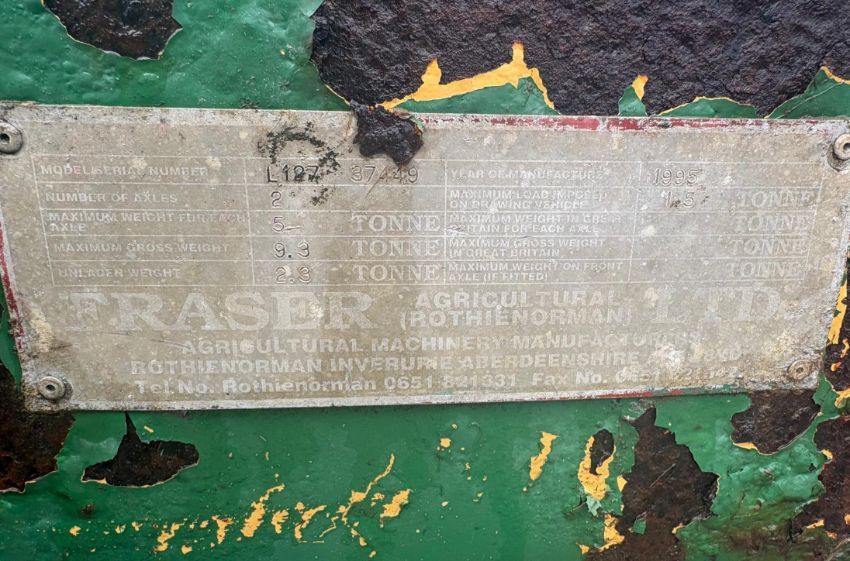 MODEL/SERIAL NUMBER L127 37449 YEAR OF MANUFACTURE 1995
NUMBER OF AXLES 2 MAXIMUM LOAD IMPOSED ON DRAWING VEHICLE 1.5 TONNE
MAXIMUM WEIGHT FOR EACH AXLE 5 TONNE MAXIMUM WEIGHT IN GREAT BRITAIN FOR EACH AXLE TONNE
MAXIMUM GROSS WEIGHT 9.3 TONNE MAXIMUM GROSS WEIGHT IN GREAT BRITAIN TONNE
UNLADEN WEIGHT 2.3 TONNE MAXIMUM WEIGHT ON FRONT AXLE (IF FITTED) TONNE
FRASER AGRICULTURAL (ROTHIENORMAN) LTD.
AGRICULTURAL MACHINERY MANUFACTURERS
ROTHIENORMAN INVERURIE ABERDEENSHIRE
Tel. No. Rothienorman 0651 821331 Fax No.